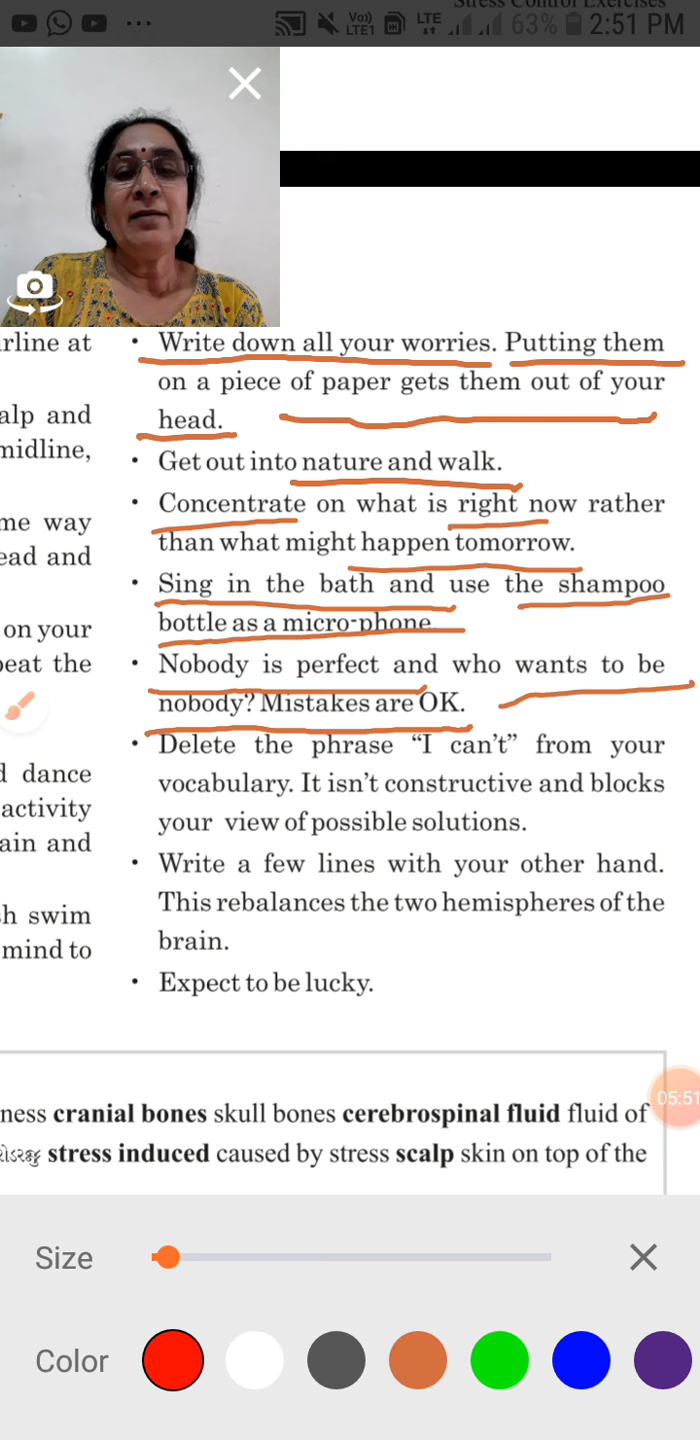 Stress Control Exercises
Vo))
LTE1
LTE
63%
2:51 PM
irline at
alp and
midline,
me way
ead and
on your
peat the
d dance
activity
ain and
sh swim
mind to
• Write down all your worries. Putting them
on a piece of paper gets them out of your
head.
• Get out into nature and walk.
• Concentrate on what is right now rather
than what might happen tomorrow.
• Sing in the bath and use the shampoo
bottle as a micro-phone.
• Nobody is perfect and who wants to be
nobody? Mistakes are OK.
• Delete the phrase “I can’t” from your
vocabulary. It isn’t constructive and blocks
your view of possible solutions.
• Write a few lines with your other hand.
This rebalances the two hemispheres of the
brain.
• Expect to be lucky.
05:51
ness cranial bones skull bones cerebrospinal fluid fluid of
stress induced caused by stress scalp skin on top of the
Size
Color